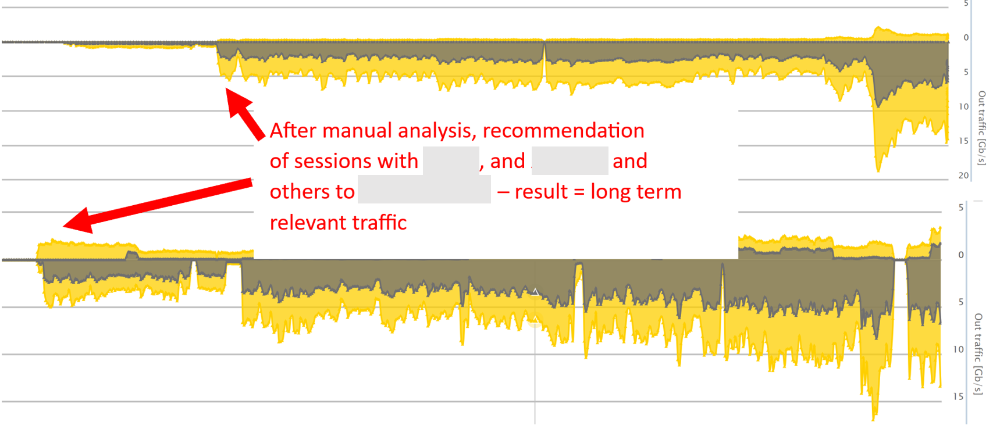 5
0
5
10
15
20
Out traffic [Gb/s]
After manual analysis, recommendation
of sessions with , and and
others to – result = long term
relevant traffic
5
0
5
10
15
Out traffic [Gb/s]